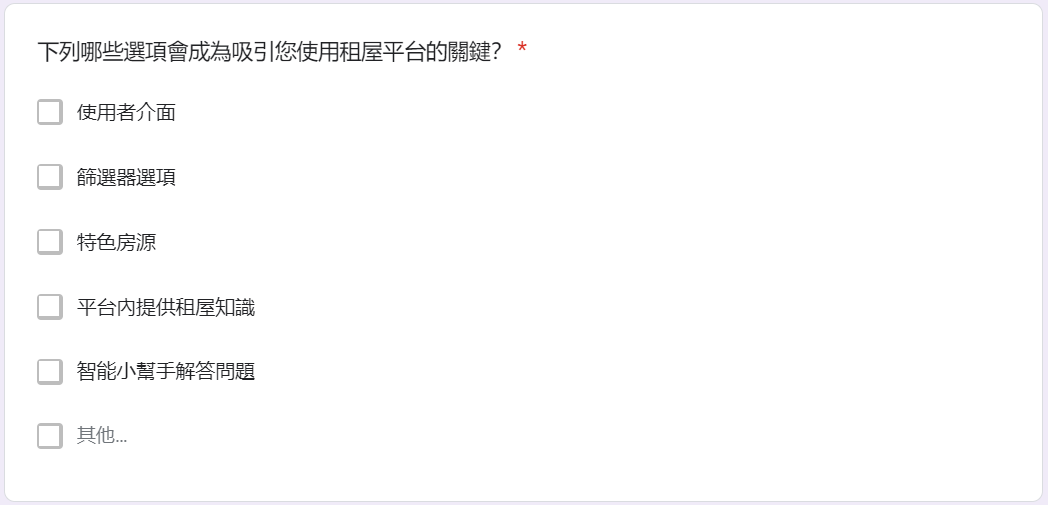 下列哪些選項會成為吸引您使用租屋平台的關鍵? *
使用者介面
篩選器選項
特色房源
平台內提供租屋知識
智能小幫手解答問題
其他...